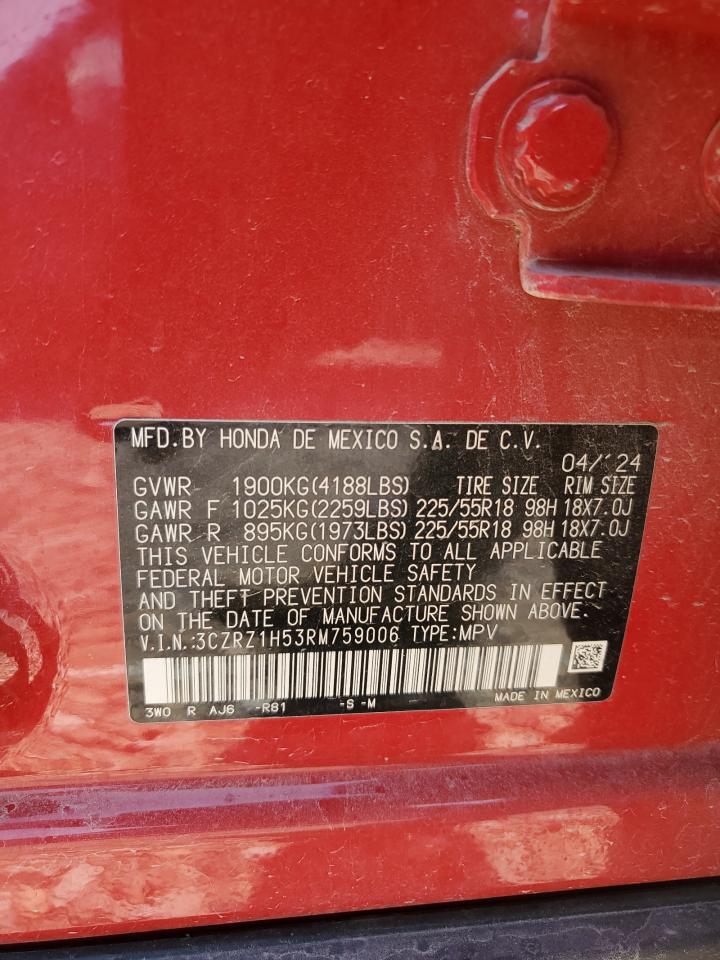 MFD.BY HONDA DE MEXICO S.A. DE C.V.
04/'24
GVWR 1900KG(4188LBS) TIRE SIZE RIM SIZE
GAWR F 1025KG(2259LBS) 225/55R18 98H 18X7.0J
GAWR R 895KG(1973LBS) 225/55R18 98H 18X7.0J
THIS VEHICLE CONFORMS TO ALL APPLICABLE
FEDERAL MOTOR VEHICLE SAFETY
AND THEFT PREVENTION STANDARDS IN EFFECT
ON THE DATE OF MANUFACTURE SHOWN ABOVE.
V.I.N.:3CZRZ1H53RM759006 TYPE:MPV
3W0 R AJ6 -R81 -S -M MADE IN MEXICO